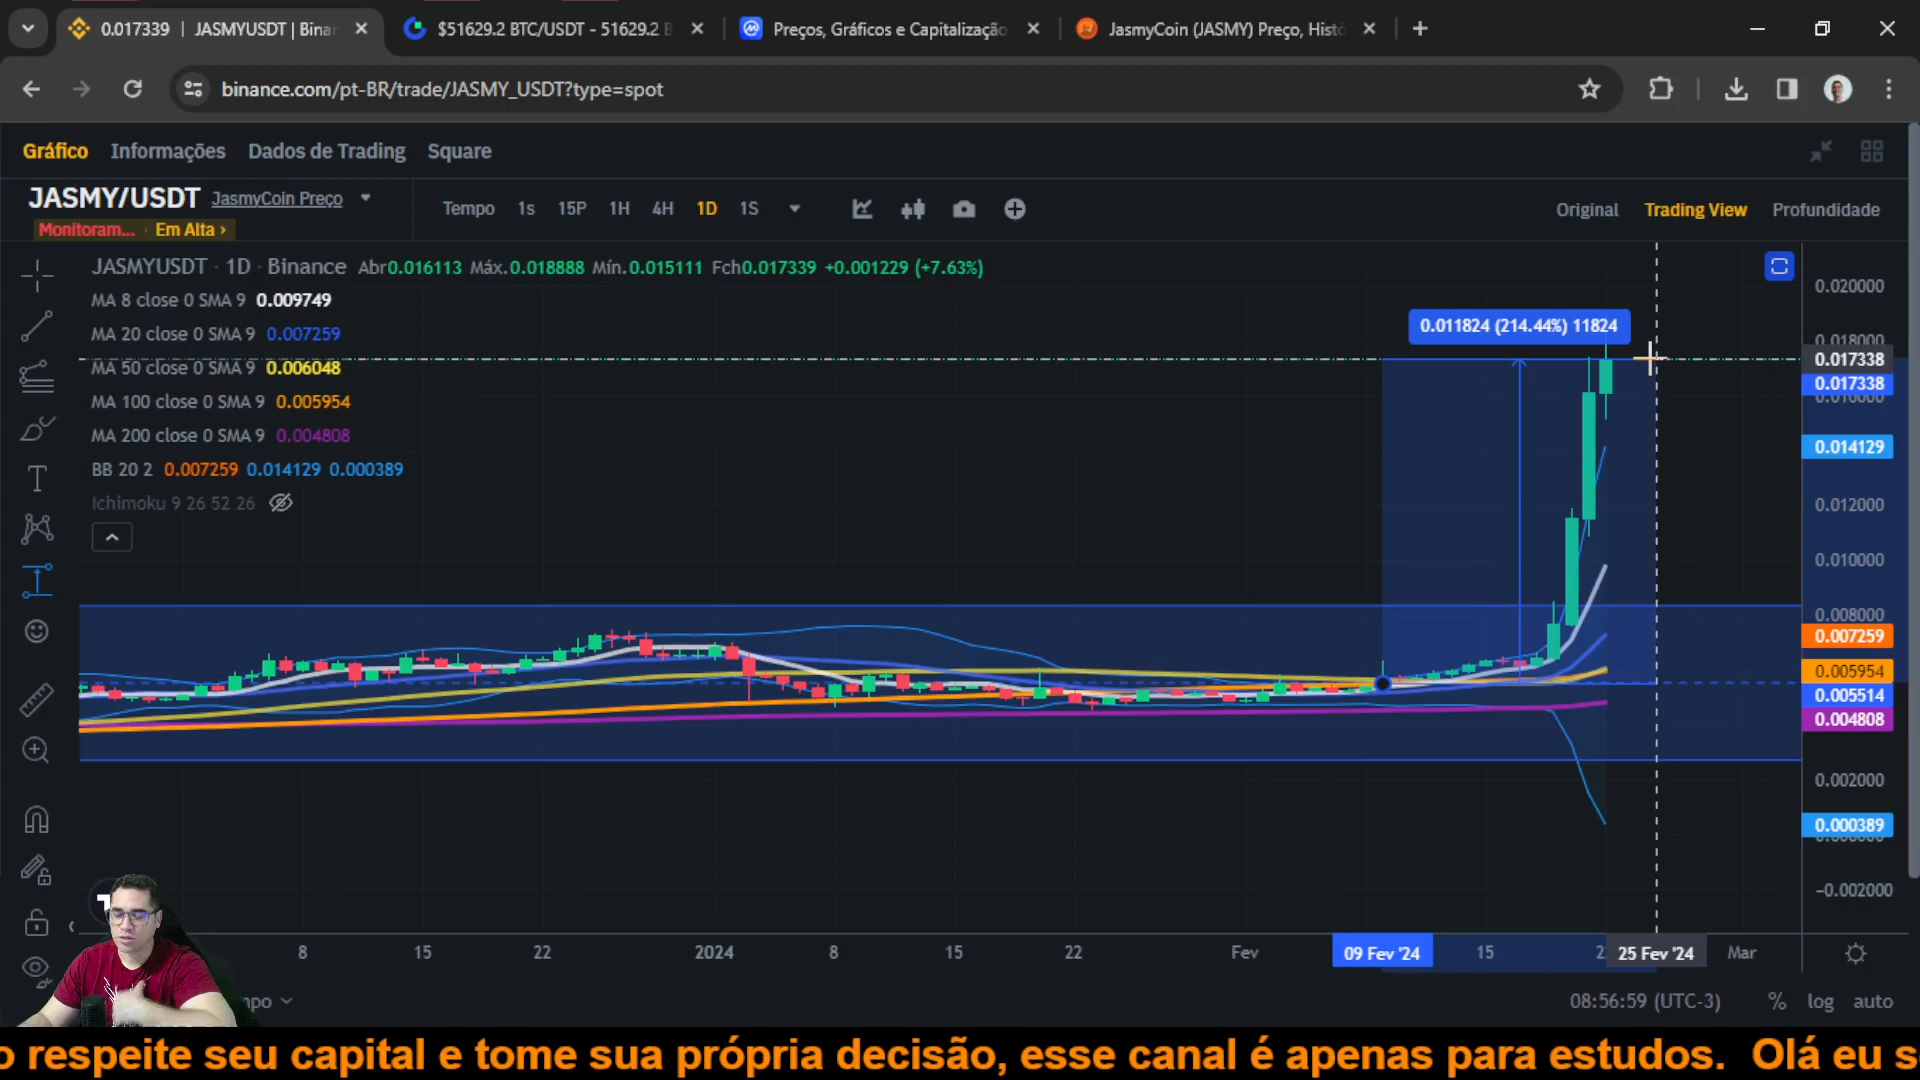 0.017339 | JASMYUSDT | Binan
$51629.2 BTC/USDT - 51629.2 B
Preços, Gráficos e Capitalização
JasmyCoin (JASMY) Preço, Histó
binance.com/pt-BR/trade/JASMY_USDT?type=spot
Gráfico Informações Dados de Trading Square
JASMY/USDT JasmyCoin Preço
Monitoram... · Em Alta ›
Tempo 1s 15P 1H 4H 1D 1S
Original Trading View Profundidade
JASMYUSDT · 1D · Binance Abr0.016113 Máx.0.018888 Mín.0.015111 Fch0.017339 +0.001229 (+7.63%)
MA 8 close 0 SMA 9 0.009749
MA 20 close 0 SMA 9 0.007259
MA 50 close 0 SMA 9 0.006048
MA 100 close 0 SMA 9 0.005954
MA 200 close 0 SMA 9 0.004808
BB 20 2 0.007259 0.014129 0.000389
Ichimoku 9 26 52 26
0.011824 (214.44%) 11824
0.020000
0.018000
0.017338
0.017338
0.016000
0.014129
0.012000
0.010000
0.008000
0.007259
0.005954
0.005514
0.004808
0.002000
0.000389
−0.002000
8 15 22 2024 8 15 22 Fev 09 Fev '24 15 25 Fev '24 Mar
08:56:59 (UTC-3) % log auto
o respeite seu capital e tome sua própria decisão, esse canal é apenas para estudos. Olá eu s